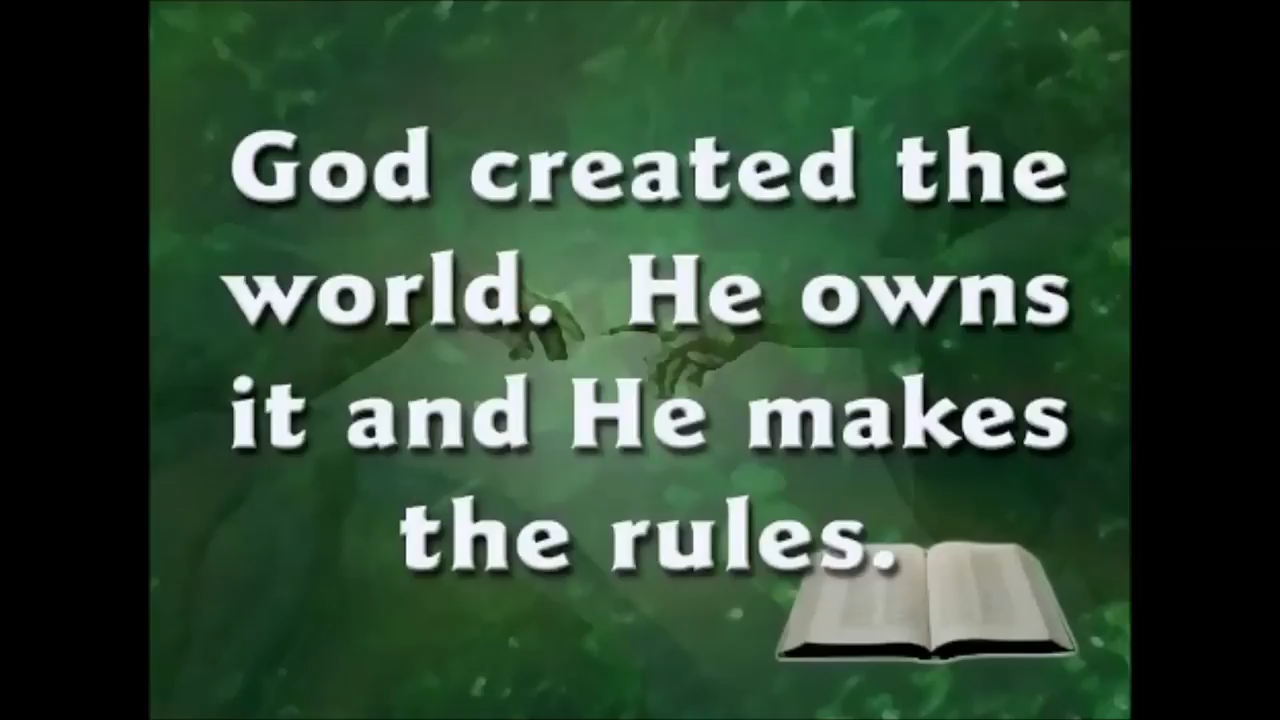 God created the
world.  He owns
it and He makes
the rules.